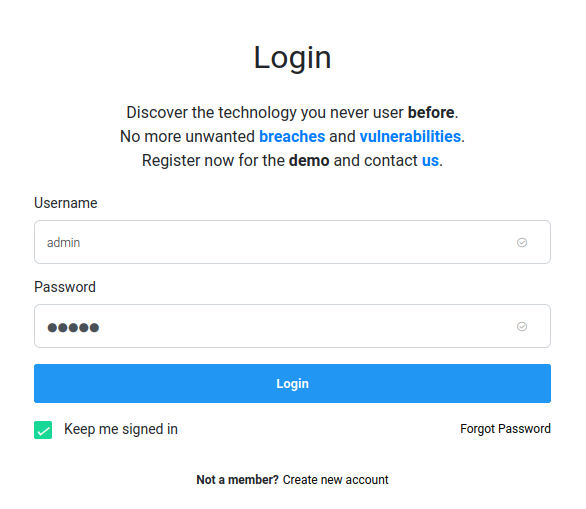 Login
Discover the technology you never user before.
No more unwanted breaches and vulnerabilities.
Register now for the demo and contact us.
Username
admin
Password
●●●●●
Login
Keep me signed in
Forgot Password
Not a member? Create new account